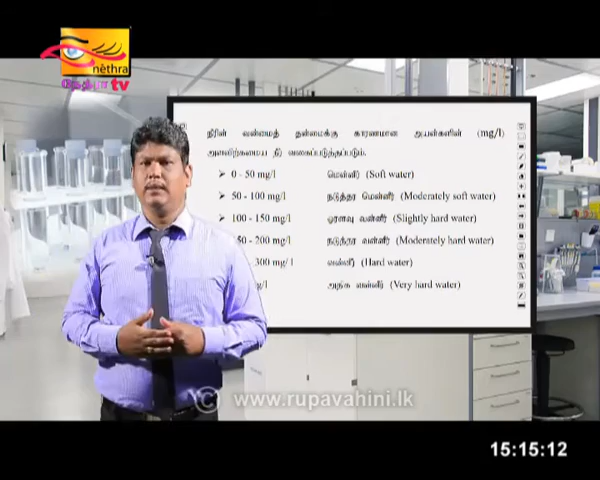 nēthra
நேத்ரா tv
நீரின் வன்மைத் தன்மைக்கு காரணமான அயன்களின் (mg/l)
அளவிற்கமைய நீர் வகைப்படுத்தப்படும்.
➢ 0 - 50 mg/l மென்னீர் (Soft water)
➢ 50 - 100 mg/l நடுத்தர மென்னீர் (Moderately soft water)
➢ 100 - 150 mg/l ஓரளவு வன்னீர் (Slightly hard water)
50 - 200 mg/l நடுத்தர வன்னீர் (Moderately hard water)
300 mg/ l வன்னீர் (Hard water)
g/l அதிக வன்னீர் (Very hard water)
© www.rupavahini.lk
15:15:12